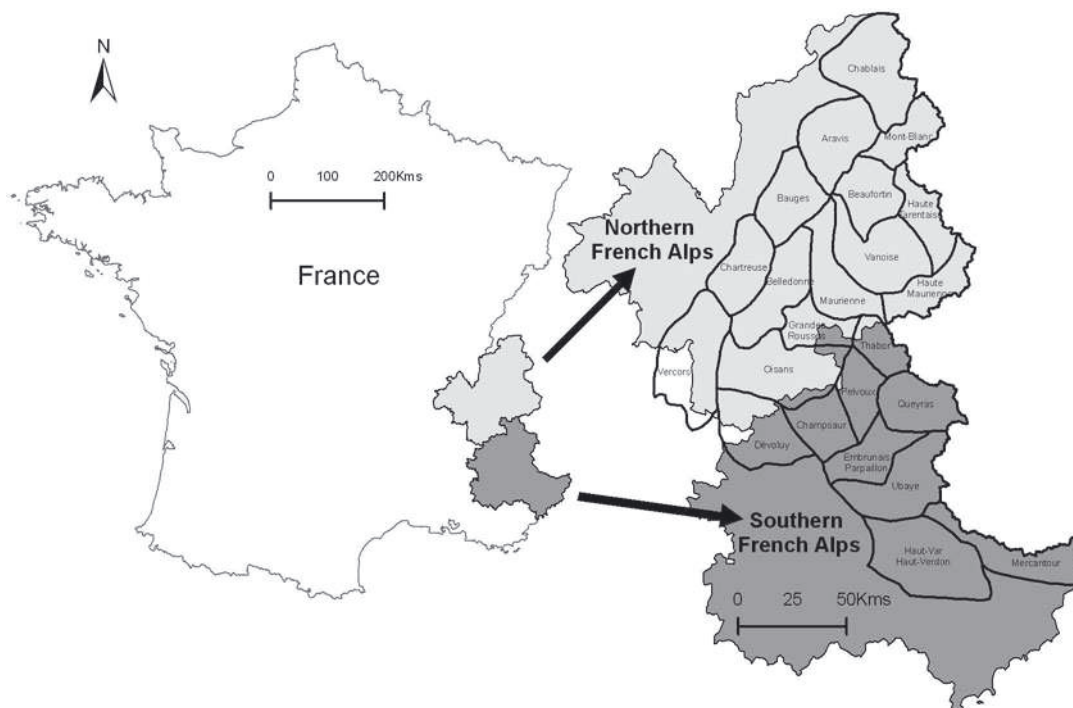 N
0 100 200Kms
France
Northern
French Alps
Chablais
Mont-Blanc
Aravis
Beaufortin
Haute
Tarentaise
Bauges
Vanoise
Chartreuse
Belledonne
Haute
Maurienne
Maurienne
Grandes
Rousses
Thabor
Vercors
Oisans
Pelvoux
Queyras
Champsaur
Dévoluy
Embrunais
Parpaillon
Ubaye
Southern
French Alps
Haut-Var
Haut-Verdon
Mercantour
0 25 50Kms